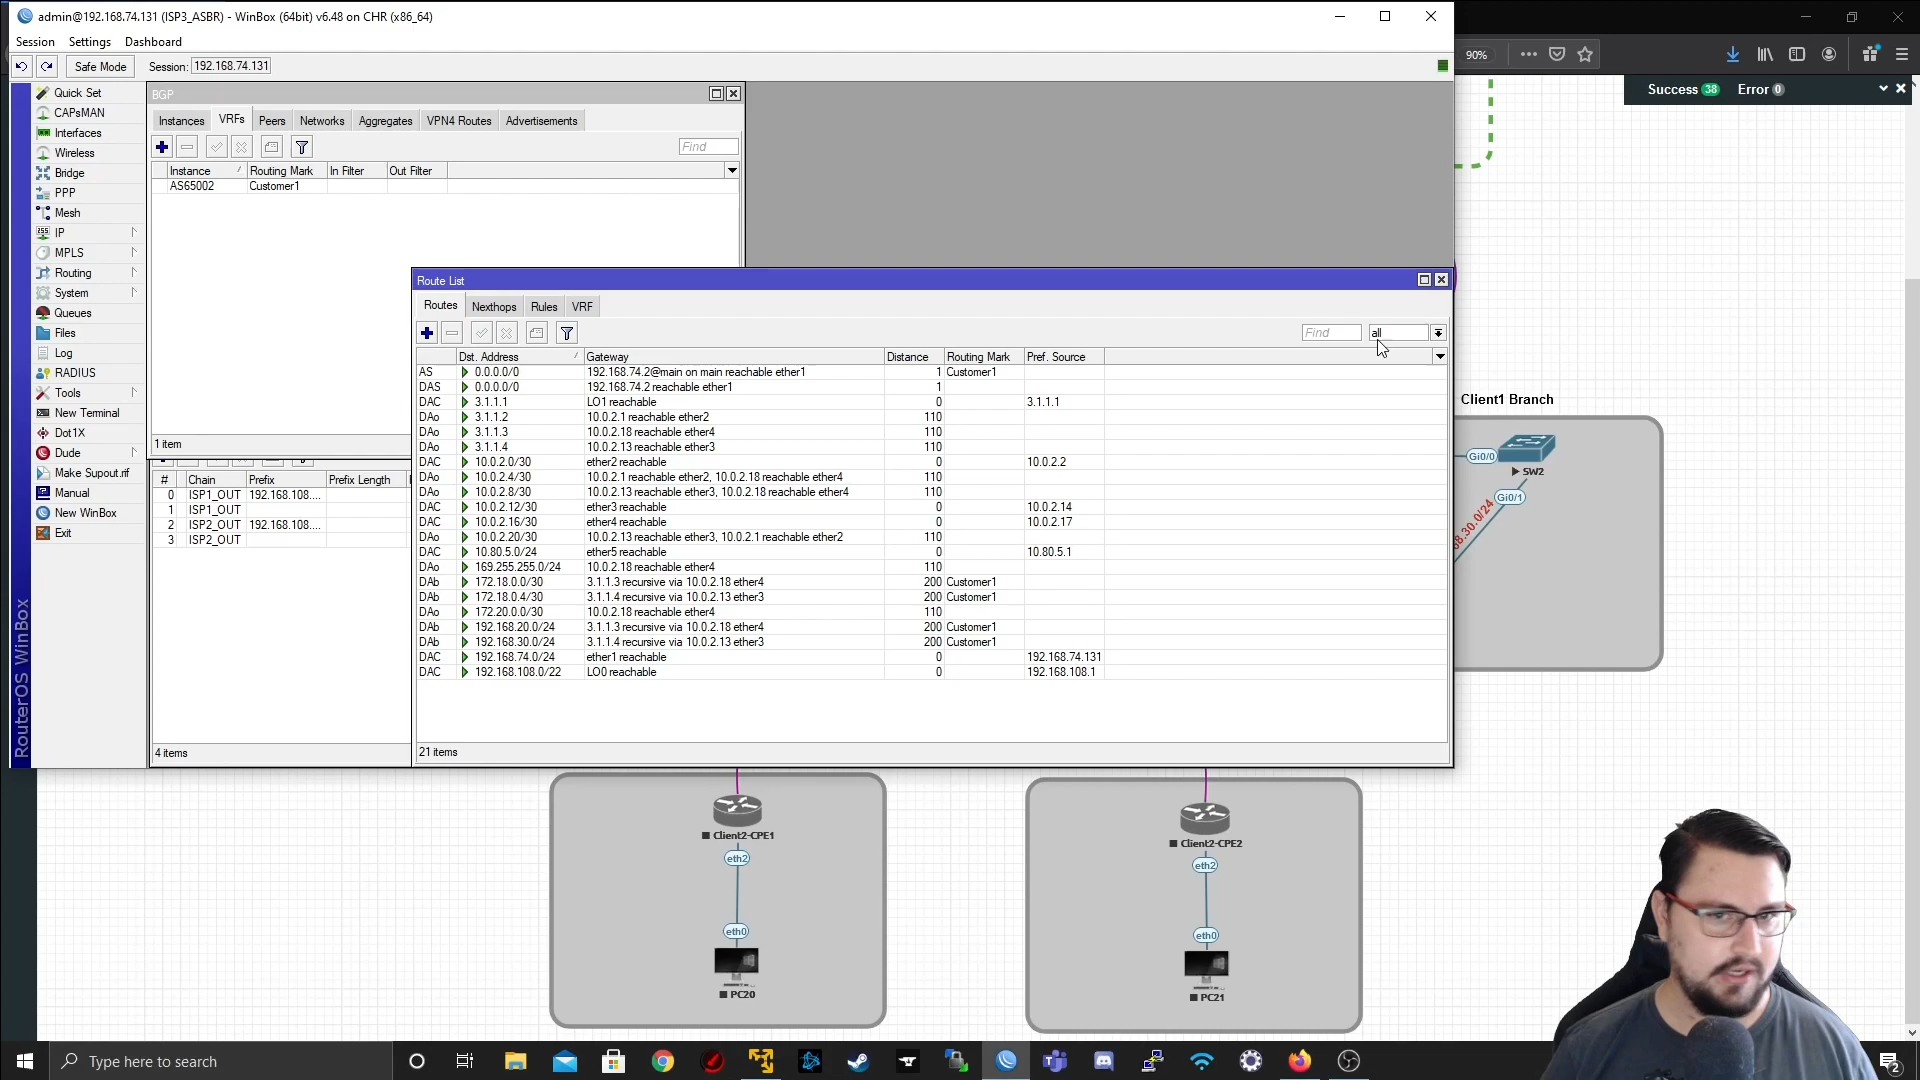 admin@192.168.74.131 (ISP3_ASBR) - WinBox (64bit) v6.48 on CHR (x86_64)
Session Settings Dashboard
Safe Mode Session: 192.168.74.131
90%
Success 38 Error 0
Quick Set
CAPsMAN
Interfaces
Wireless
Bridge
PPP
Mesh
IP
MPLS
Routing
System
Queues
Files
Log
RADIUS
Tools
New Terminal
Dot1X
Dude
Make Supout.rif
Manual
New WinBox
Exit
RouterOS WinBox
BGP
Instances VRFs Peers Networks Aggregates VPN4 Routes Advertisements
Find
Instance Routing Mark In Filter Out Filter
AS65002 Customer1
1 item
# Chain Prefix Prefix Length
0 ISP1_OUT 192.168.108....
1 ISP1_OUT
2 ISP2_OUT 192.168.108....
3 ISP2_OUT
4 items
Route List
Routes Nexthops Rules VRF
Find all
Dst. Address Gateway Distance Routing Mark Pref. Source
AS 0.0.0.0/0 192.168.74.2@main on main reachable ether1 1 Customer1
DAS 0.0.0.0/0 192.168.74.2 reachable ether1 1
DAC 3.1.1.1 LO1 reachable 0 3.1.1.1
DAo 3.1.1.2 10.0.2.1 reachable ether2 110
DAo 3.1.1.3 10.0.2.18 reachable ether4 110
DAo 3.1.1.4 10.0.2.13 reachable ether3 110
DAC 10.0.2.0/30 ether2 reachable 0 10.0.2.2
DAo 10.0.2.4/30 10.0.2.1 reachable ether2, 10.0.2.18 reachable ether4 110
DAo 10.0.2.8/30 10.0.2.13 reachable ether3, 10.0.2.18 reachable ether4 110
DAC 10.0.2.12/30 ether3 reachable 0 10.0.2.14
DAC 10.0.2.16/30 ether4 reachable 0 10.0.2.17
DAo 10.0.2.20/30 10.0.2.13 reachable ether3, 10.0.2.1 reachable ether2 110
DAC 10.80.5.0/24 ether5 reachable 0 10.80.5.1
DAo 169.255.255.0/24 10.0.2.18 reachable ether4 110
DAb 172.18.0.0/30 3.1.1.3 recursive via 10.0.2.18 ether4 200 Customer1
DAb 172.18.0.4/30 3.1.1.4 recursive via 10.0.2.13 ether3 200 Customer1
DAo 172.20.0.0/30 10.0.2.18 reachable ether4 110
DAb 192.168.20.0/24 3.1.1.3 recursive via 10.0.2.18 ether4 200 Customer1
DAb 192.168.30.0/24 3.1.1.4 recursive via 10.0.2.13 ether3 200 Customer1
DAC 192.168.74.0/24 ether1 reachable 0 192.168.74.131
DAC 192.168.108.0/22 LO0 reachable 0 192.168.108.1
21 items
Client1 Branch
Gi0/0
SW2
Gi0/1
68.30.0/24
Client2-CPE1
eth2
eth0
PC20
Client2-CPE2
eth2
eth0
PC21
Type here to search
2